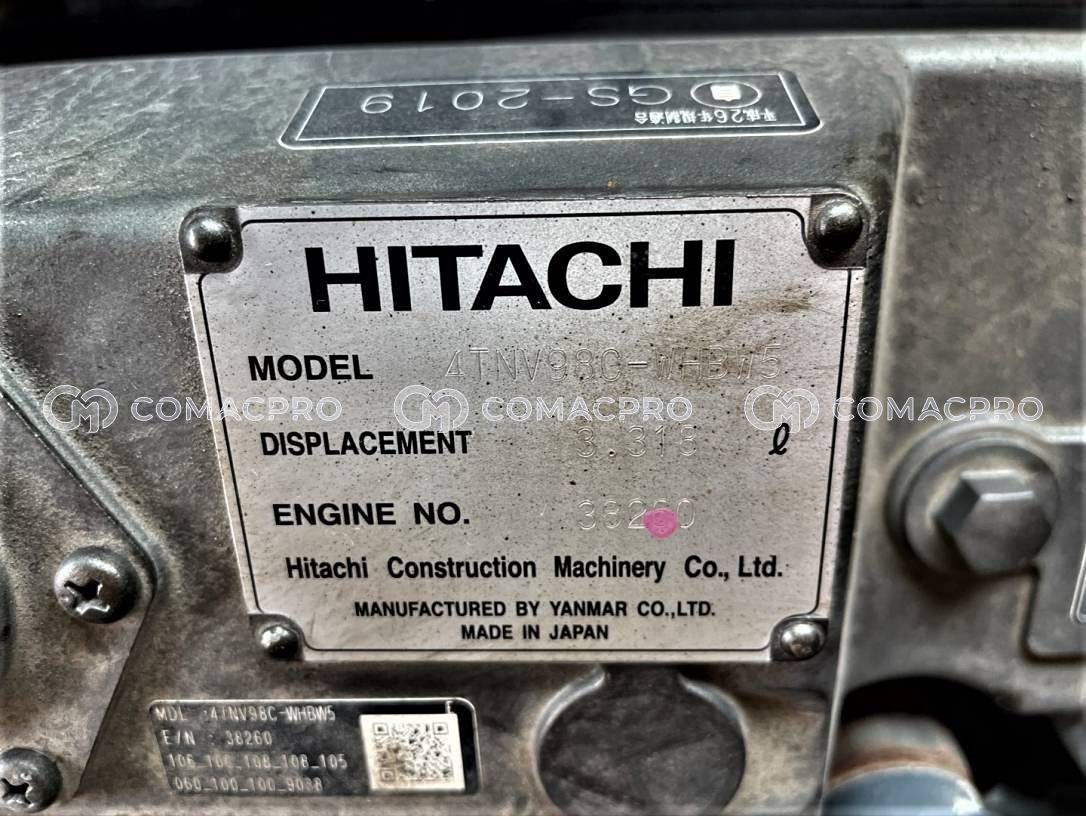 平成26年規制適合
GS-2019
HITACHI
MODEL 4TNV98C-WHBW5
COMACPRO COMACPRO COMACPRO
DISPLACEMENT 3.318 ℓ
ENGINE NO. 38260
Hitachi Construction Machinery Co., Ltd.
MANUFACTURED BY YANMAR CO.,LTD.
MADE IN JAPAN
MDL :4TNV98C-WHBW5
E/N : 38260
106_100_108_108_105
060_100_100_9038